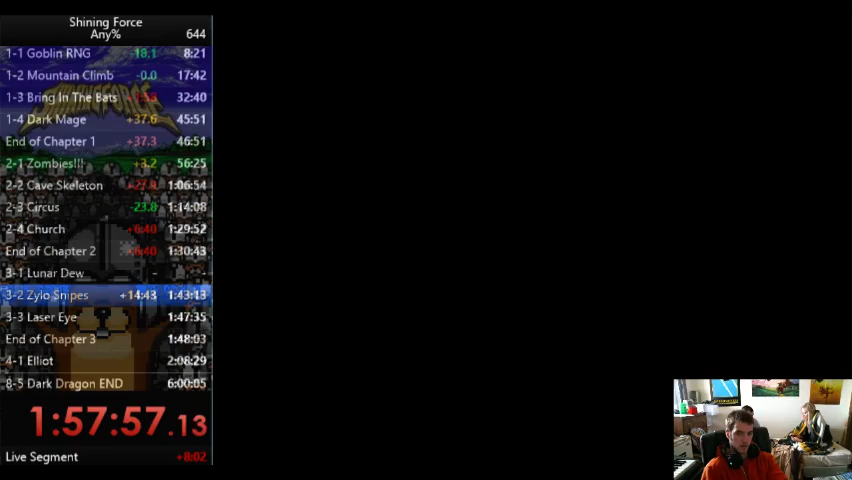 Shining Force
Any% 644
1-1 Goblin RNG -18.1 8:21
1-2 Mountain Climb -0.0 17:42
1-3 Bring In The Bats 32:40
1-4 Dark Mage +37.6 45:51
End of Chapter 1 +37.3 46:51
2-1 Zombies!!! +3.2 56:25
2-2 Cave Skeleton +27.9 1:06:54
2-3 Circus -23.8 1:14:08
2-4 Church +6:40 1:29:52
End of Chapter 2 +6:40 1:30:43
3-1 Lunar Dew - -
3-2 Zylo Snipes +14:43 1:43:13
3-3 Laser Eye 1:47:35
End of Chapter 3 1:48:03
4-1 Elliot 2:08:29
8-5 Dark Dragon END 6:00:05
1:57:57.13
Live Segment +8:02